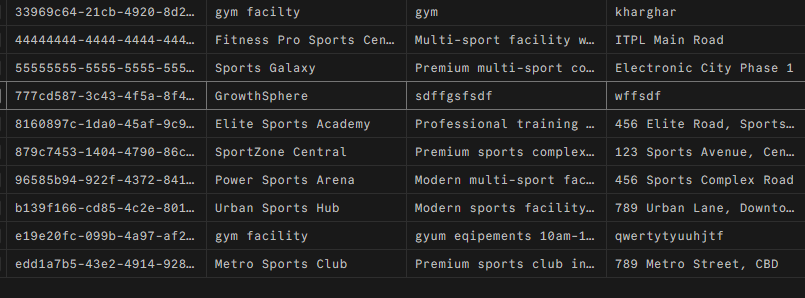 33969c64-21cb-4920-8d2… gym facilty gym kharghar
44444444-4444-4444-444… Fitness Pro Sports Cen… Multi-sport facility w… ITPL Main Road
55555555-5555-5555-555… Sports Galaxy Premium multi-sport co… Electronic City Phase 1
777cd587-3c43-4f5a-8f4… GrowthSphere sdffgsfsdf wffsdf
8160897c-1da0-45af-9c9… Elite Sports Academy Professional training … 456 Elite Road, Sports…
879c7453-1404-4790-86c… SportZone Central Premium sports complex… 123 Sports Avenue, Cen…
96585b94-922f-4372-841… Power Sports Arena Modern multi-sport fac… 456 Sports Complex Road
b139f166-cd85-4c2e-801… Urban Sports Hub Modern sports facility… 789 Urban Lane, Downto…
e19e20fc-099b-4a97-af2… gym facility gyum eqipements 10am-1… qwertytyuuhjtf
edd1a7b5-43e2-4914-928… Metro Sports Club Premium sports club in… 789 Metro Street, CBD